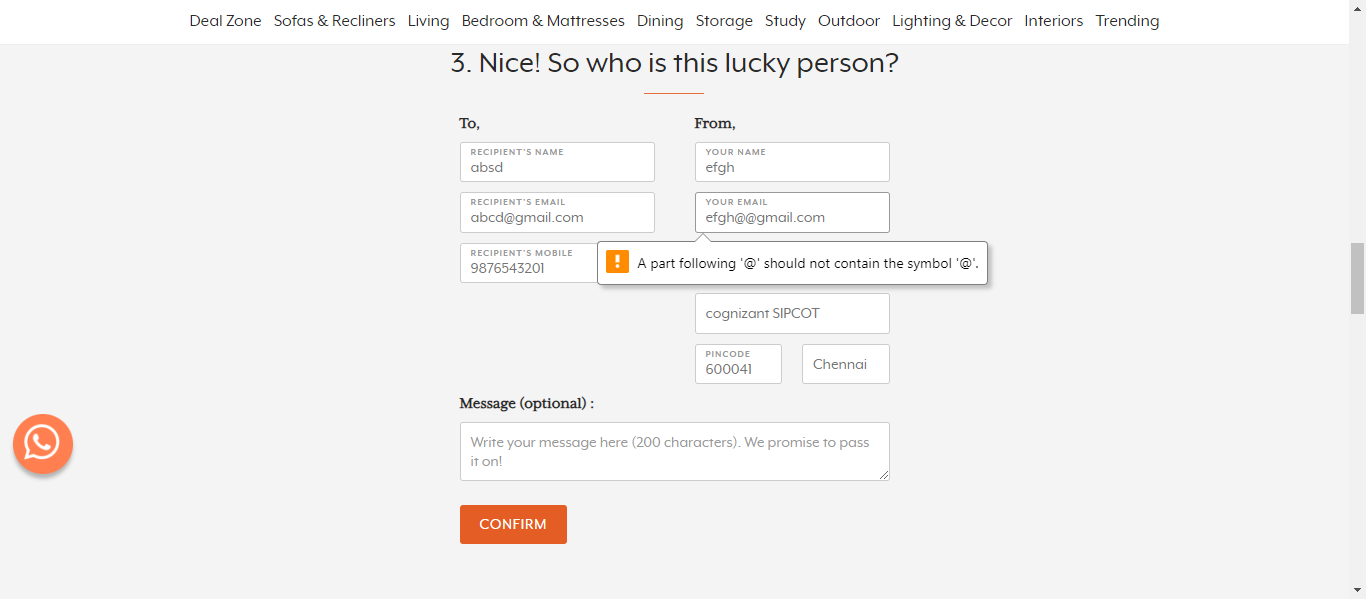 Deal Zone Sofas & Recliners Living Bedroom & Mattresses Dining Storage Study Outdoor Lighting & Decor Interiors Trending
3. Nice! So who is this lucky person?
To,
From,
RECIPIENT'S NAME
absd
YOUR NAME
efgh
RECIPIENT'S EMAIL
abcd@gmail.com
YOUR EMAIL
efgh@@gmail.com
RECIPIENT'S MOBILE
9876543201
! A part following '@' should not contain the symbol '@'.
cognizant SIPCOT
PINCODE
600041
Chennai
Message (optional) :
Write your message here (200 characters). We promise to pass
it on!
CONFIRM